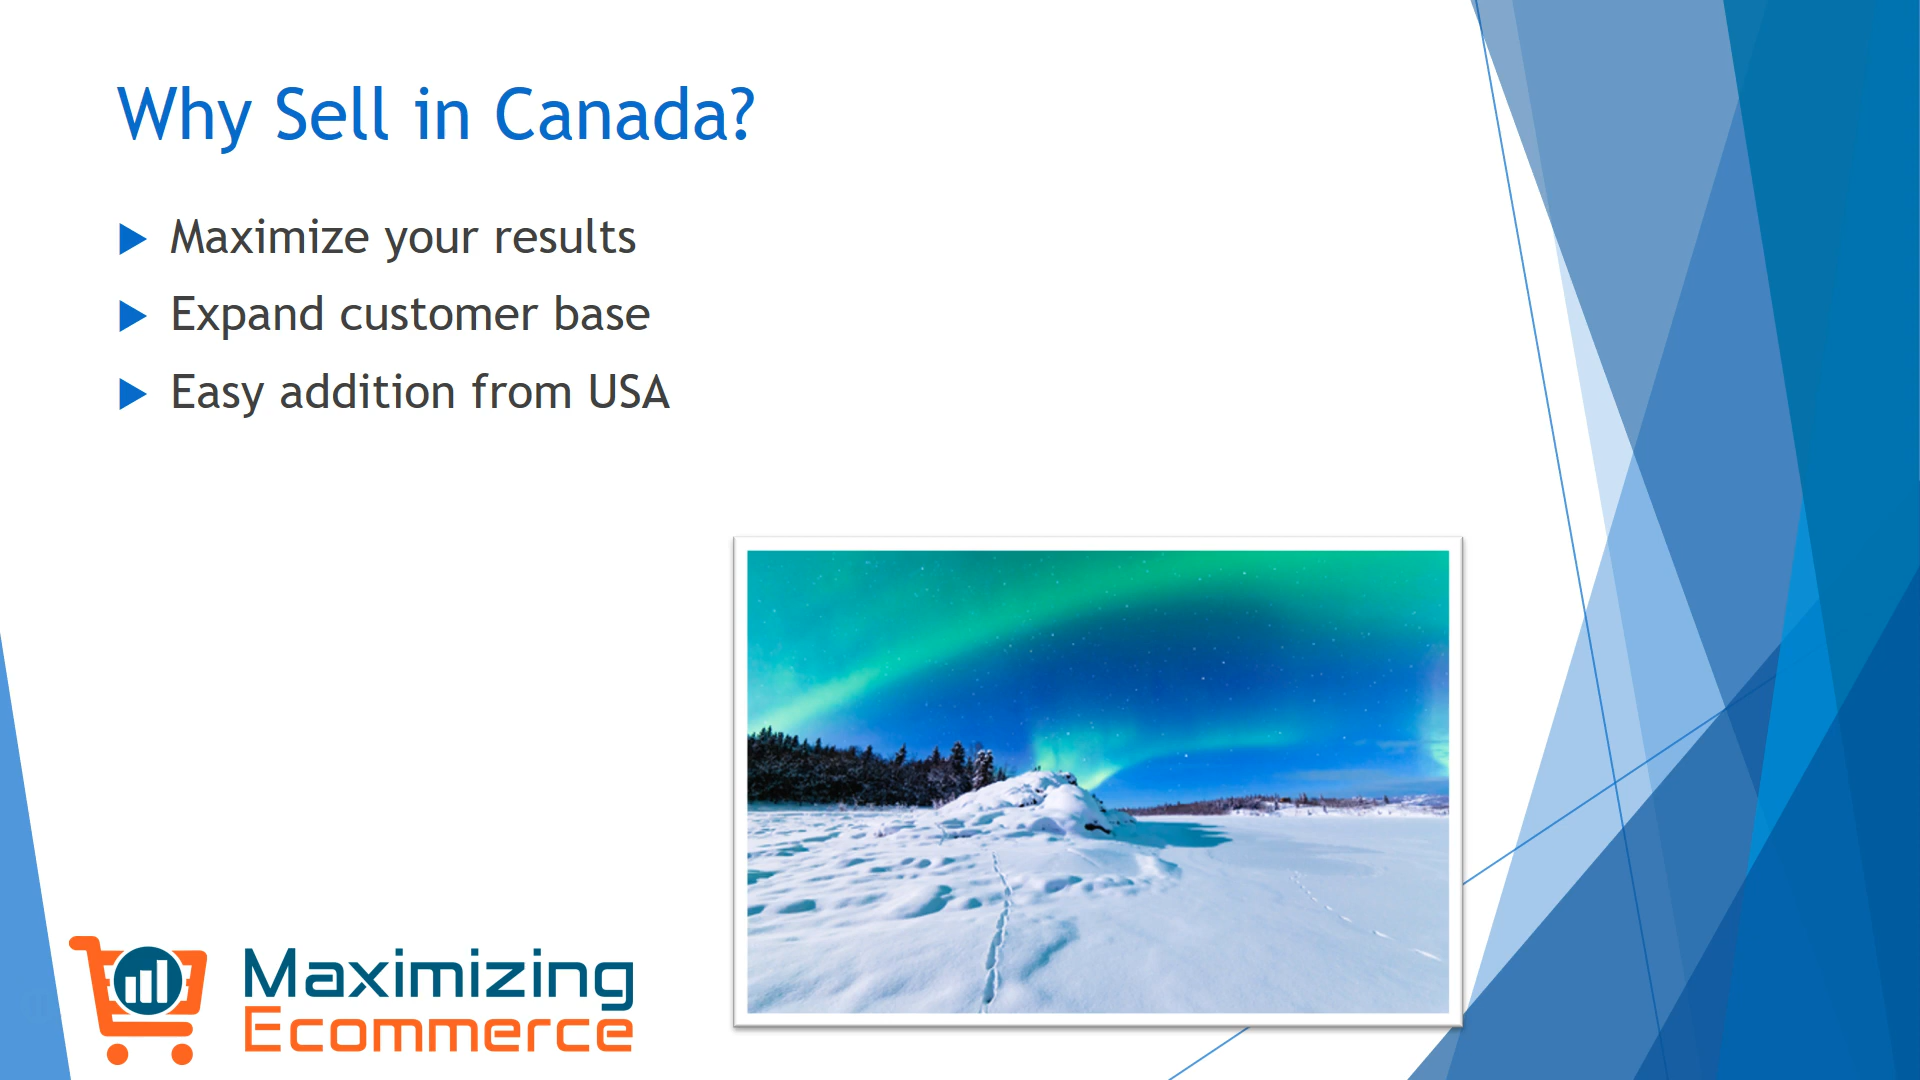 Why Sell in Canada?
Maximize your results
Expand customer base
Easy addition from USA
Maximizing
Ecommerce